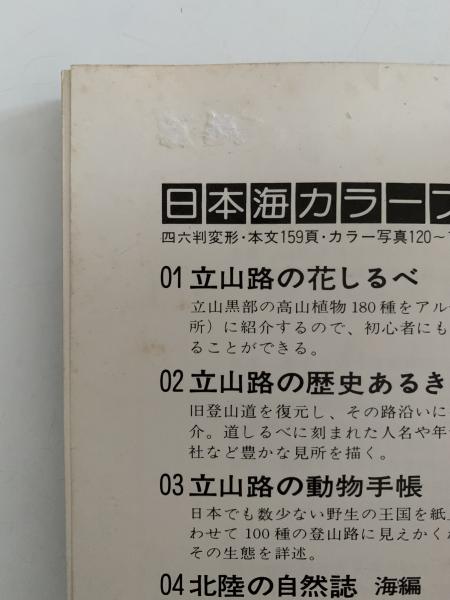 日本海カラーブ
四六判変形・本文159頁・カラー写真120～
01 立山路の花しるべ
立山黒部の高山植物180種をアル
所）に紹介するので、初心者にも
ることができる。
02 立山路の歴史あるき
旧登山道を復元し、その路沿いに
介。道しるべに刻まれた人名や年
社など豊かな見所を描く。
03 立山路の動物手帳
日本でも数少ない野生の王国を紙
わせて100種の登山路に見えかく
その生態を詳述。
04 北陸の自然誌 海編